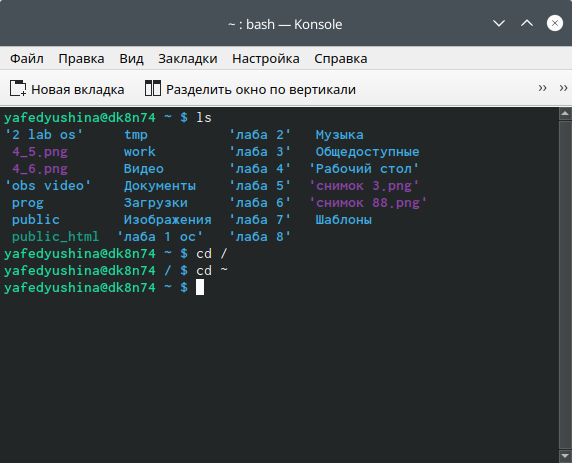 ~ : bash — Konsole
Файл Правка Вид Закладки Настройка Справка
Новая вкладка Разделить окно по вертикали » »
yafedyushina@dk8n74 ~ $ ls
'2 lab os' tmp 'лаба 2' Музыка
4_5.png work 'лаба 3' Общедоступные
4_6.png Видео 'лаба 4' 'Рабочий стол'
'obs video' Документы 'лаба 5' 'снимок 3.png'
prog Загрузки 'лаба 6' 'снимок 88.png'
public Изображения 'лаба 7' Шаблоны
public_html 'лаба 1 ос' 'лаба 8'
yafedyushina@dk8n74 ~ $ cd /
yafedyushina@dk8n74 / $ cd ~
yafedyushina@dk8n74 ~ $